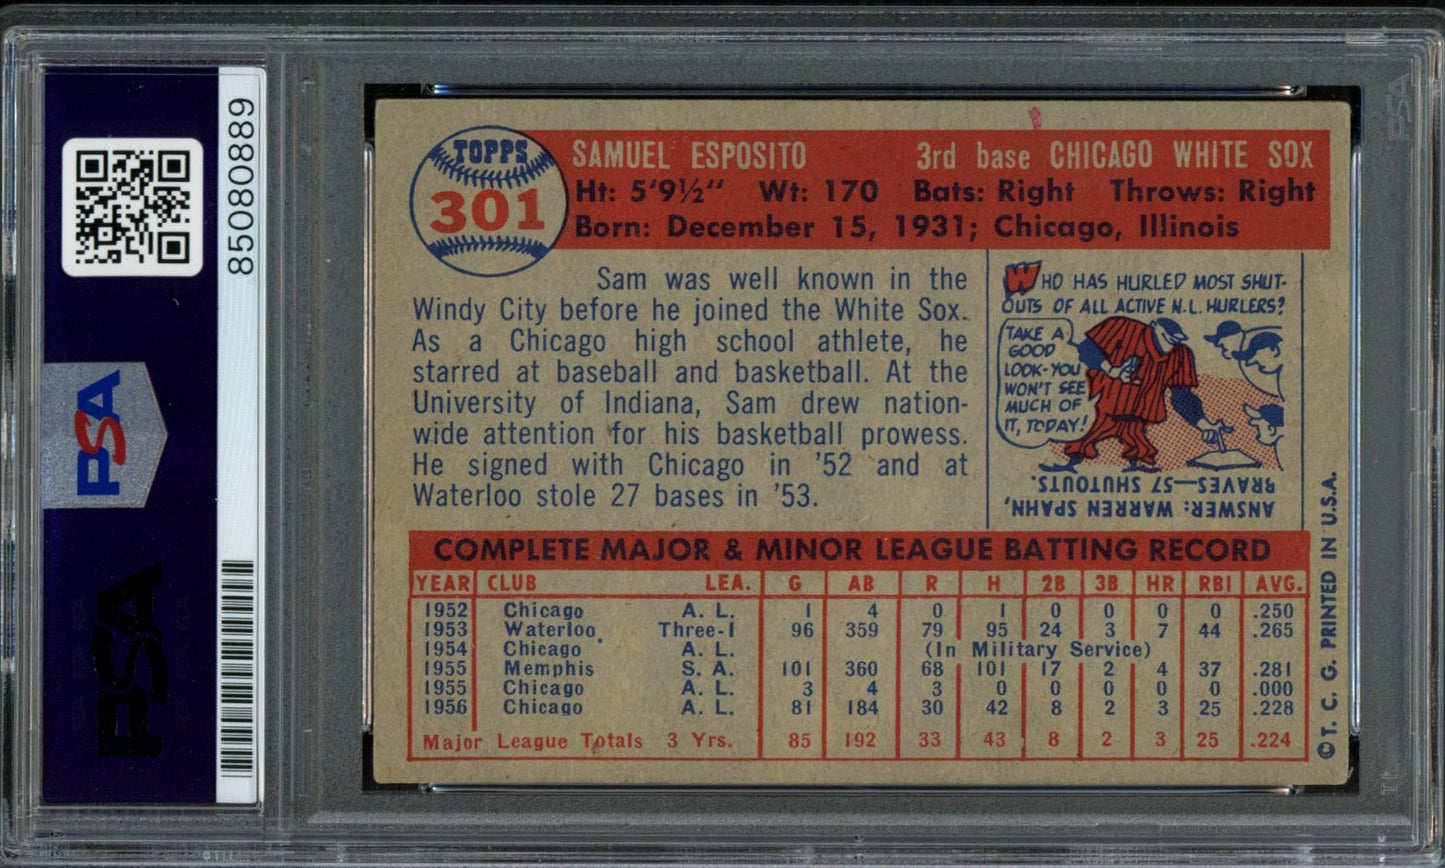 85080889
PSA
PSA
PSA
TOPPS
301
SAMUEL ESPOSITO 3rd base CHICAGO WHITE SOX
Ht: 5'9½" Wt: 170 Bats: Right Throws: Right
Born: December 15, 1931; Chicago, Illinois
Sam was well known in the
Windy City before he joined the White Sox.
As a Chicago high school athlete, he
starred at baseball and basketball. At the
University of Indiana, Sam drew nation-
wide attention for his basketball prowess.
He signed with Chicago in '52 and at
Waterloo stole 27 bases in '53.
WHO HAS HURLED MOST SHUT-
OUTS OF ALL ACTIVE N.L. HURLERS?
TAKE A
GOOD
LOOK-YOU
WON'T SEE
MUCH OF
IT, TODAY!
ANSWER: WARREN SPAHN,
BRAVES—57 SHUTOUTS.
COMPLETE MAJOR & MINOR LEAGUE BATTING RECORD
YEAR CLUB LEA. G AB R H 2B 3B HR RBI AVG.
1952 Chicago A. L. 1 4 0 1 0 0 0 0 .250
1953 Waterloo Three-I 96 359 79 95 24 3 7 44 .265
1954 Chicago A. L. (In Military Service)
1955 Memphis S. A. 101 360 68 101 17 2 4 37 .281
1955 Chicago A. L. 3 4 3 0 0 0 0 0 .000
1956 Chicago A. L. 81 184 30 42 8 2 3 25 .228
Major League Totals 3 Yrs. 85 192 33 43 8 2 3 25 .224
©T. C. G. PRINTED IN U.S.A.